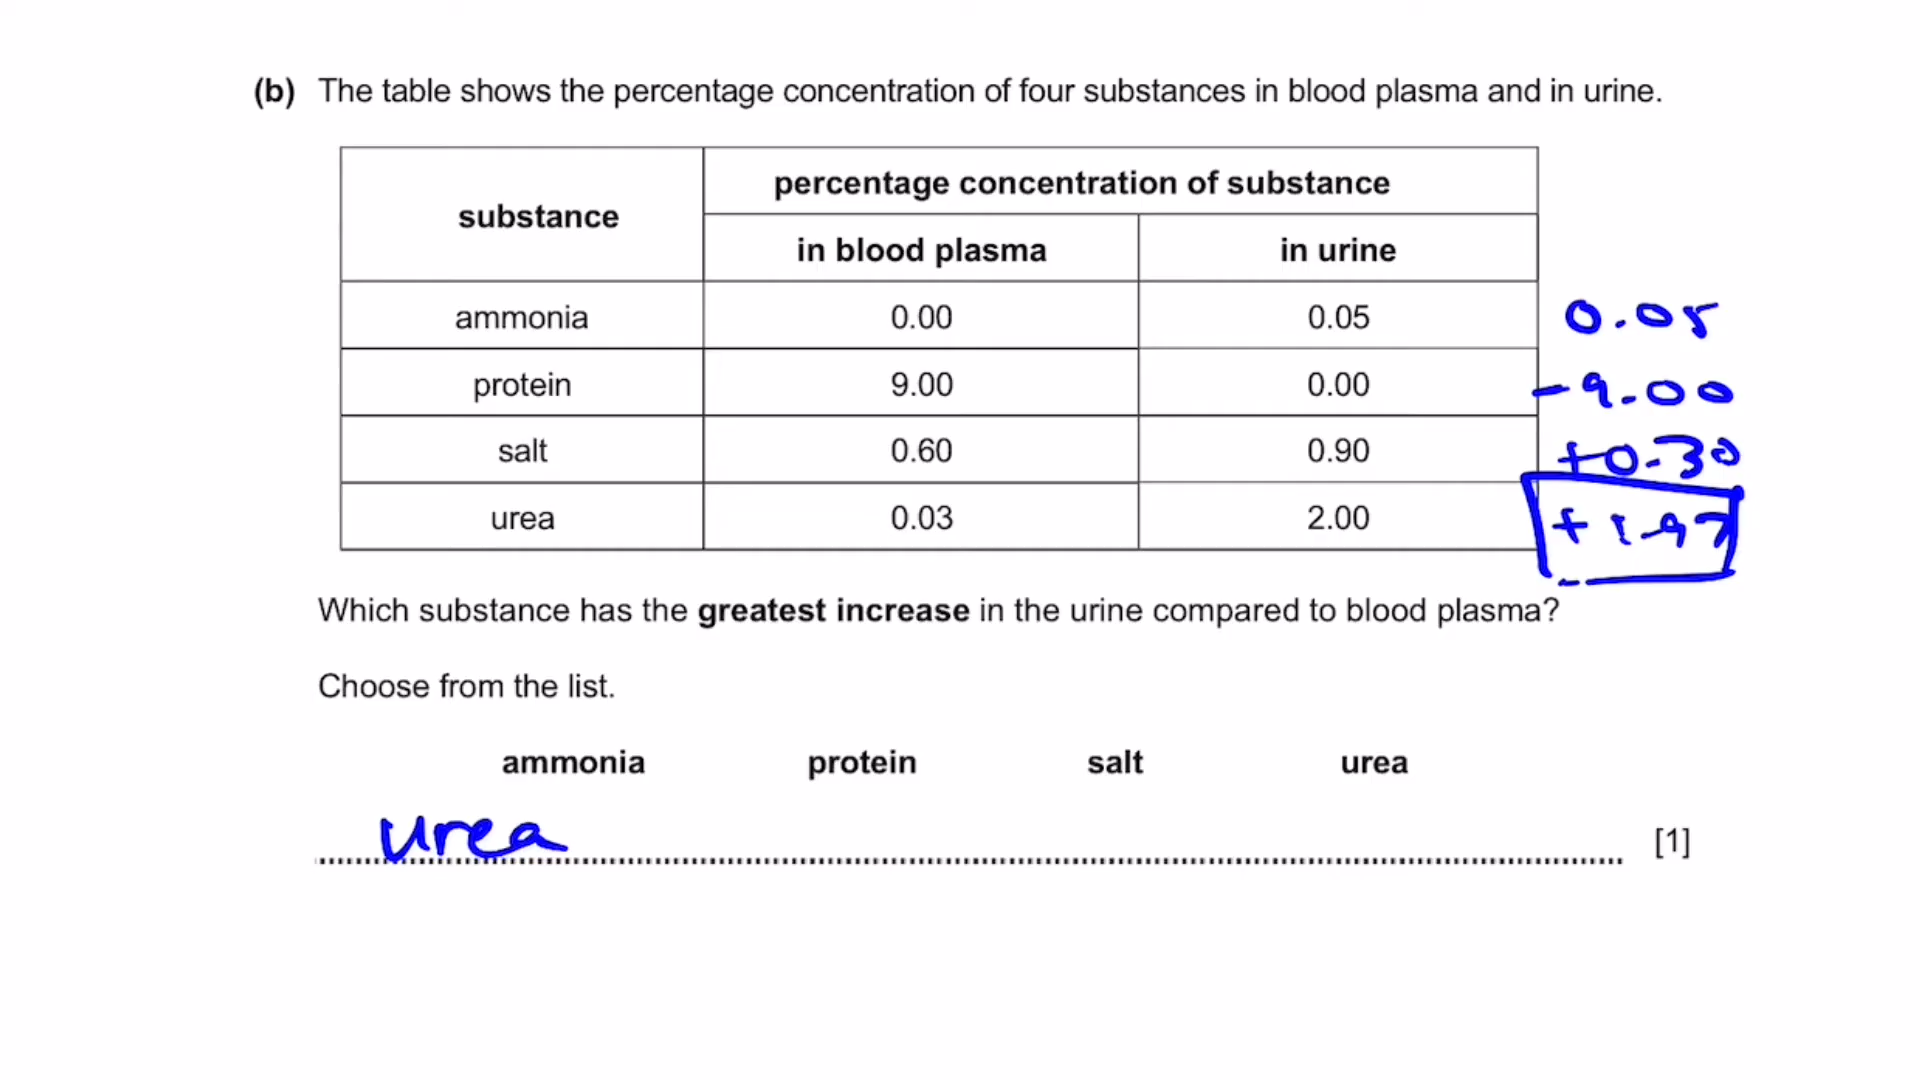 (b) The table shows the percentage concentration of four substances in blood plasma and in urine.
substance percentage concentration of substance
in blood plasma in urine
ammonia 0.00 0.05 0.05
protein 9.00 0.00 -9.00
salt 0.60 0.90 +0.30
urea 0.03 2.00 +1.97
Which substance has the greatest increase in the urine compared to blood plasma?
Choose from the list.
ammonia protein salt urea
urea [1]